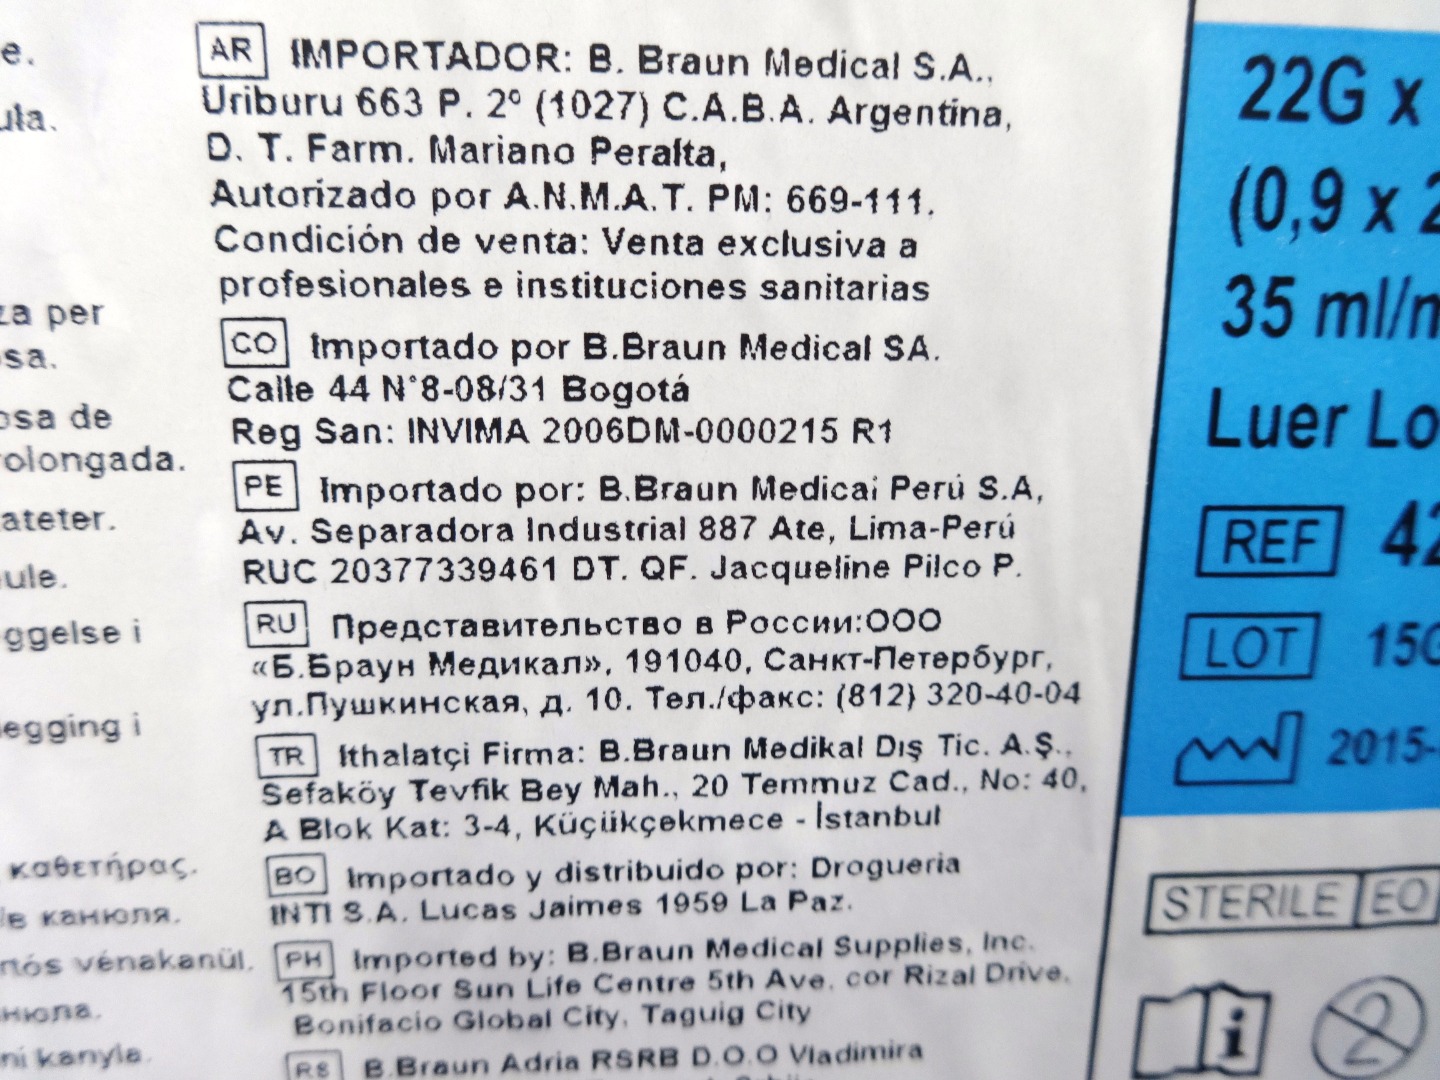 e.
ula.
za per
osa.
osa de
rolongada.
ateter.
ule.
ggelse i
legging i
καθετήρας.
канюля.
vénakanül.
нюла.
ni kanyla.
AR IMPORTADOR: B. Braun Medical S.A.,
Uriburu 663 P. 2º (1027) C.A.B.A. Argentina,
D. T. Farm. Mariano Peralta,
Autorizado por A.N.M.A.T. PM: 669-111.
Condición de venta: Venta exclusiva a
profesionales e instituciones sanitarias
CO Importado por B.Braun Medical SA.
Calle 44 N°8-08/31 Bogotá
Reg San: INVIMA 2006DM-0000215 R1
PE Importado por: B.Braun Medical Perú S.A,
Av. Separadora Industrial 887 Ate, Lima-Perú
RUC 20377339461 DT. QF. Jacqueline Pilco P.
RU Представительство в России:ООО
«Б.Браун Медикал», 191040, Санкт-Петербург,
ул.Пушкинская, д. 10. Тел./факс: (812) 320-40-04
TR Ithalatçi Firma: B.Braun Medikal Dış Tic. A.Ş.,
Sefaköy Tevfik Bey Mah., 20 Temmuz Cad., No: 40,
A Blok Kat: 3-4, Küçükçekmece - İstanbul
BO Importado y distribuido por: Drogueria
INTI S.A. Lucas Jaimes 1959 La Paz.
PH Imported by: B.Braun Medical Supplies, Inc.
15th Floor Sun Life Centre 5th Ave. cor Rizal Drive.
Bonifacio Global City, Taguig City
RS B.Braun Adria RSRB D.O.O Vladimira
22G x
(0,9 x 2
35 ml/m
Luer Lo
REF 42
LOT 15G
2015-
STERILE EO
i
2